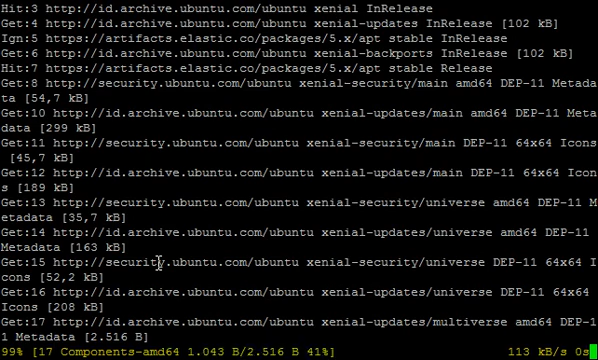 Hit:3 http://id.archive.ubuntu.com/ubuntu xenial InRelease
Get:4 http://id.archive.ubuntu.com/ubuntu xenial-updates InRelease [102 kB]
Ign:5 https://artifacts.elastic.co/packages/5.x/apt stable InRelease
Get:6 http://id.archive.ubuntu.com/ubuntu xenial-backports InRelease [102 kB]
Hit:7 https://artifacts.elastic.co/packages/5.x/apt stable Release
Get:8 http://security.ubuntu.com/ubuntu xenial-security/main amd64 DEP-11 Metada
ta [54,7 kB]
Get:10 http://id.archive.ubuntu.com/ubuntu xenial-updates/main amd64 DEP-11 Meta
data [299 kB]
Get:11 http://security.ubuntu.com/ubuntu xenial-security/main DEP-11 64x64 Icons
[45,7 kB]
Get:12 http://id.archive.ubuntu.com/ubuntu xenial-updates/main DEP-11 64x64 Icon
s [189 kB]
Get:13 http://security.ubuntu.com/ubuntu xenial-security/universe amd64 DEP-11 M
etadata [35,7 kB]
Get:14 http://id.archive.ubuntu.com/ubuntu xenial-updates/universe amd64 DEP-11
Metadata [163 kB]
Get:15 http://security.ubuntu.com/ubuntu xenial-security/universe DEP-11 64x64 I
cons [52,2 kB]
Get:16 http://id.archive.ubuntu.com/ubuntu xenial-updates/universe DEP-11 64x64
Icons [208 kB]
Get:17 http://id.archive.ubuntu.com/ubuntu xenial-updates/multiverse amd64 DEP-1
1 Metadata [2.516 B]
99% [17 Components-amd64 1.043 B/2.516 B 41%] 113 kB/s 0s